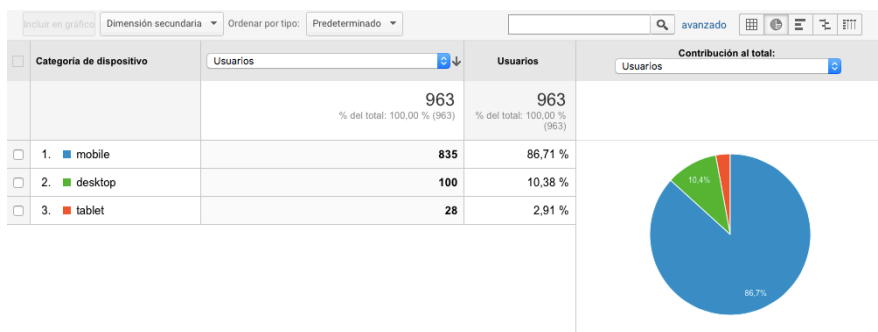 Incluir en gráfico Dimensión secundaria Ordenar por tipo: Predeterminado avanzado
Categoría de dispositivo Usuarios Usuarios Contribución al total:
Usuarios
963 963
% del total: 100,00 % (963) % del total: 100,00 %
(963)
1. mobile 835 86,71 %
2. desktop 100 10,38 %
3. tablet 28 2,91 %
10,4%
86,7%